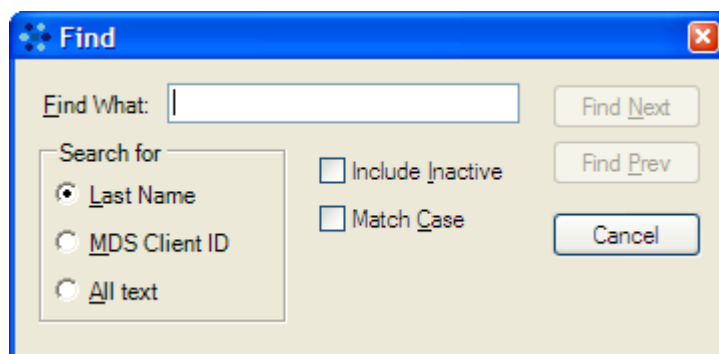 Find
Find What:
Find Next
Search for
Find Prev
Include Inactive
Last Name
Match Case
Cancel
MDS Client ID
All text